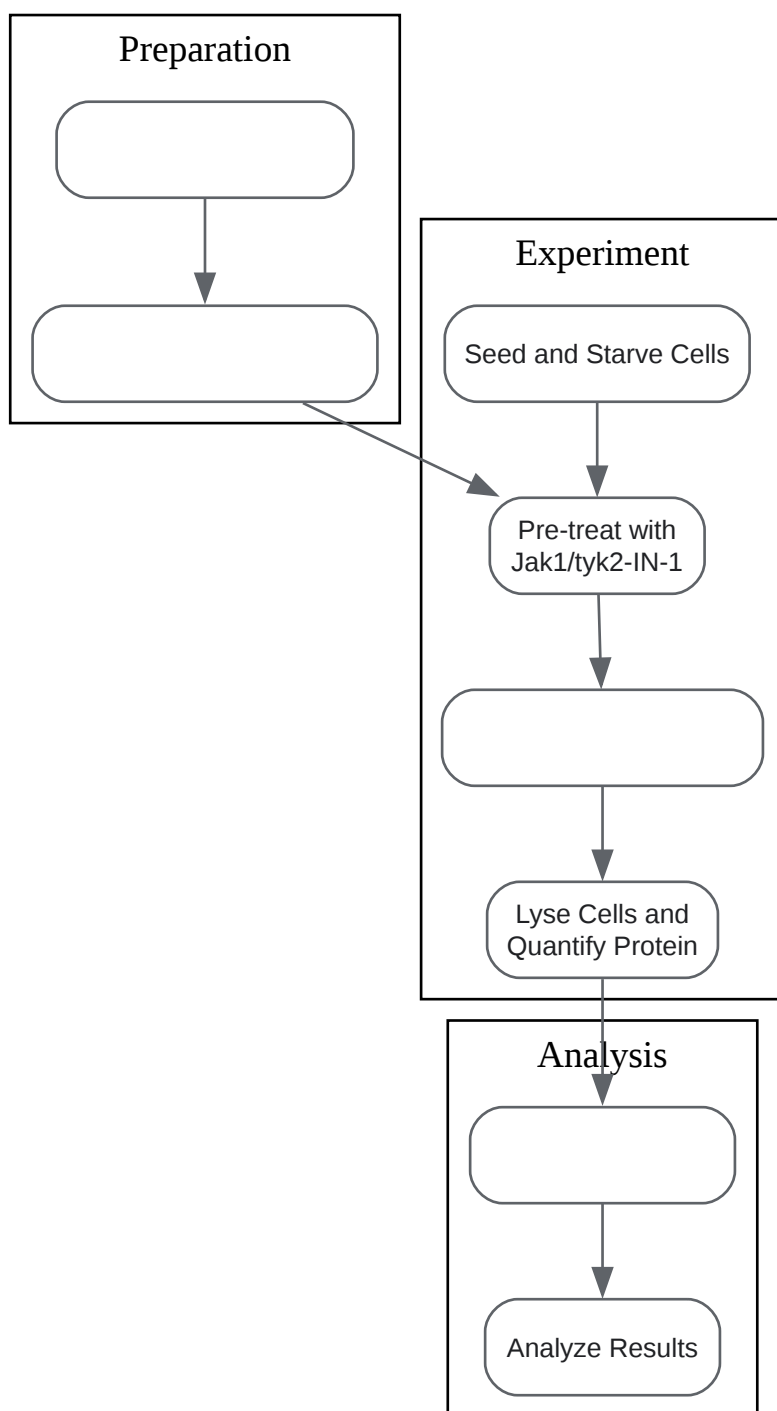 Preparation
Experiment
Seed and Starve Cells
Pre-treat with
Jak1/tyk2-IN-1
Lyse Cells and
Quantify Protein
Analysis
Analyze Results